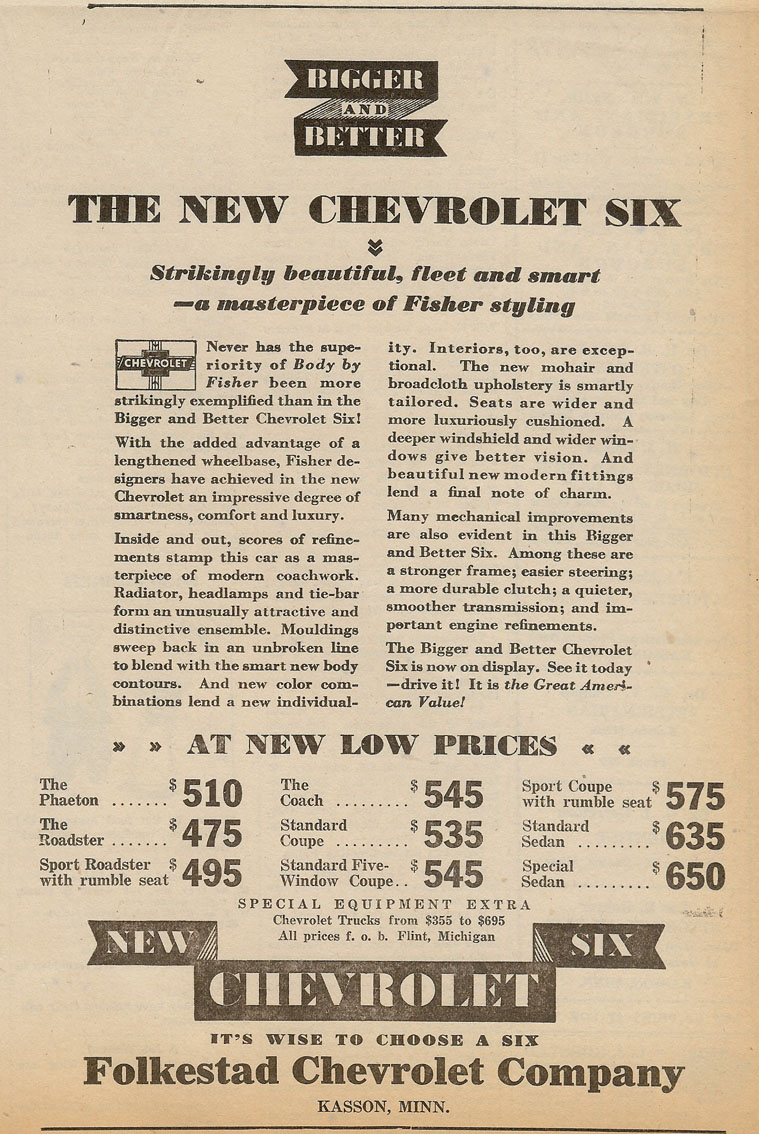 BIGGER
AND
BETTER
THE NEW CHEVROLET SIX
Strikingly beautiful, fleet and smart
—a masterpiece of Fisher styling
CHEVROLET
Never has the supe-
riority of Body by
Fisher been more
strikingly exemplified than in the
Bigger and Better Chevrolet Six!
With the added advantage of a
lengthened wheelbase, Fisher de-
signers have achieved in the new
Chevrolet an impressive degree of
smartness, comfort and luxury.
Inside and out, scores of refine-
ments stamp this car as a mas-
terpiece of modern coachwork.
Radiator, headlamps and tie-bar
form an unusually attractive and
distinctive ensemble. Mouldings
sweep back in an unbroken line
to blend with the smart new body
contours. And new color com-
binations lend a new individual-
ity. Interiors, too, are excep-
tional. The new mohair and
broadcloth upholstery is smartly
tailored. Seats are wider and
more luxuriously cushioned. A
deeper windshield and wider win-
dows give better vision. And
beautiful new modern fittings
lend a final note of charm.
Many mechanical improvements
are also evident in this Bigger
and Better Six. Among these are
a stronger frame; easier steering;
a more durable clutch; a quieter,
smoother transmission; and im-
portant engine refinements.
The Bigger and Better Chevrolet
Six is now on display. See it today
—drive it! It is the Great Ameri-
can Value!
» » AT NEW LOW PRICES « «
The
Phaeton ....... $510
The
Roadster ....... $475
Sport Roadster
with rumble seat $495
The
Coach ......... $545
Standard
Coupe ......... $535
Standard Five-
Window Coupe.. $545
Sport Coupe
with rumble seat $575
Standard
Sedan ......... $635
Special
Sedan ......... $650
SPECIAL EQUIPMENT EXTRA
Chevrolet Trucks from $355 to $695
All prices f. o. b. Flint, Michigan
NEW
SIX
CHEVROLET
IT'S WISE TO CHOOSE A SIX
Folkestad Chevrolet Company
KASSON, MINN.